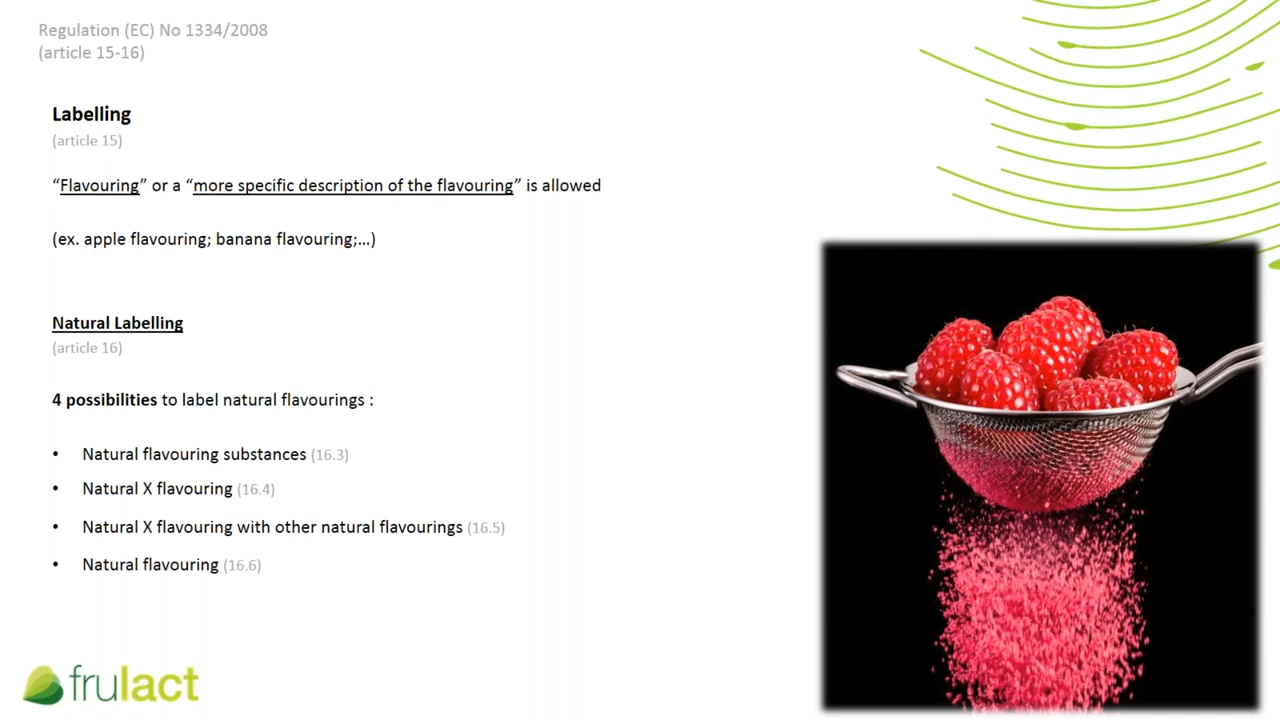 Regulation (EC) No 1334/2008
(article 15-16)
Labelling
(article 15)
“Flavouring” or a “more specific description of the flavouring” is allowed
(ex. apple flavouring; banana flavouring;…)
Natural Labelling
(article 16)
4 possibilities to label natural flavourings :
• Natural flavouring substances (16.3)
• Natural X flavouring (16.4)
• Natural X flavouring with other natural flavourings (16.5)
• Natural flavouring (16.6)
frulact